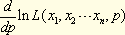 d/dp ln L(x₁, x₂ ⋯ xₙ, p)